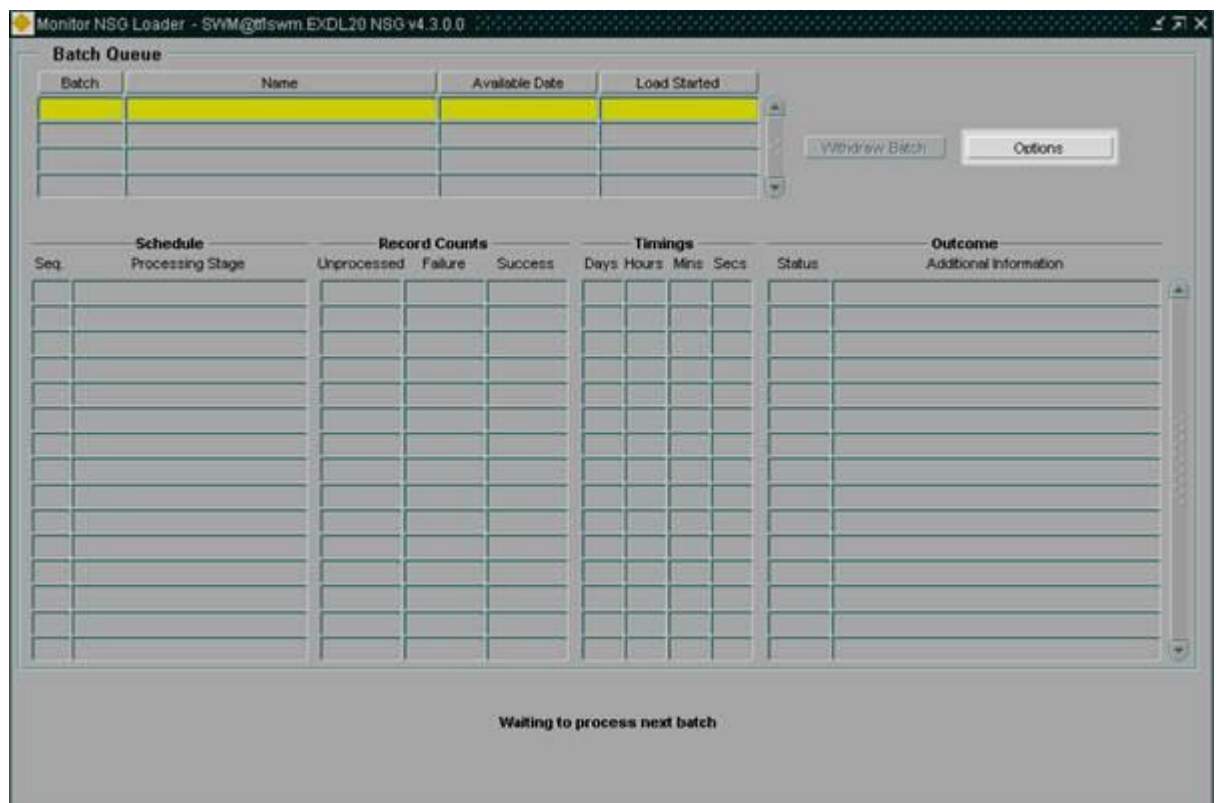 Monitor NSG Loader - SWM@ttlswm.EXDL20 NSG v4.3.0.0
Batch Queue
Batch Name Available Date Load Started
Withdraw Batch Options
Schedule Record Counts Timings Outcome
Seq. Processing Stage Unprocessed Failure Success Days Hours Mins Secs Status Additional Information
Waiting to process next batch